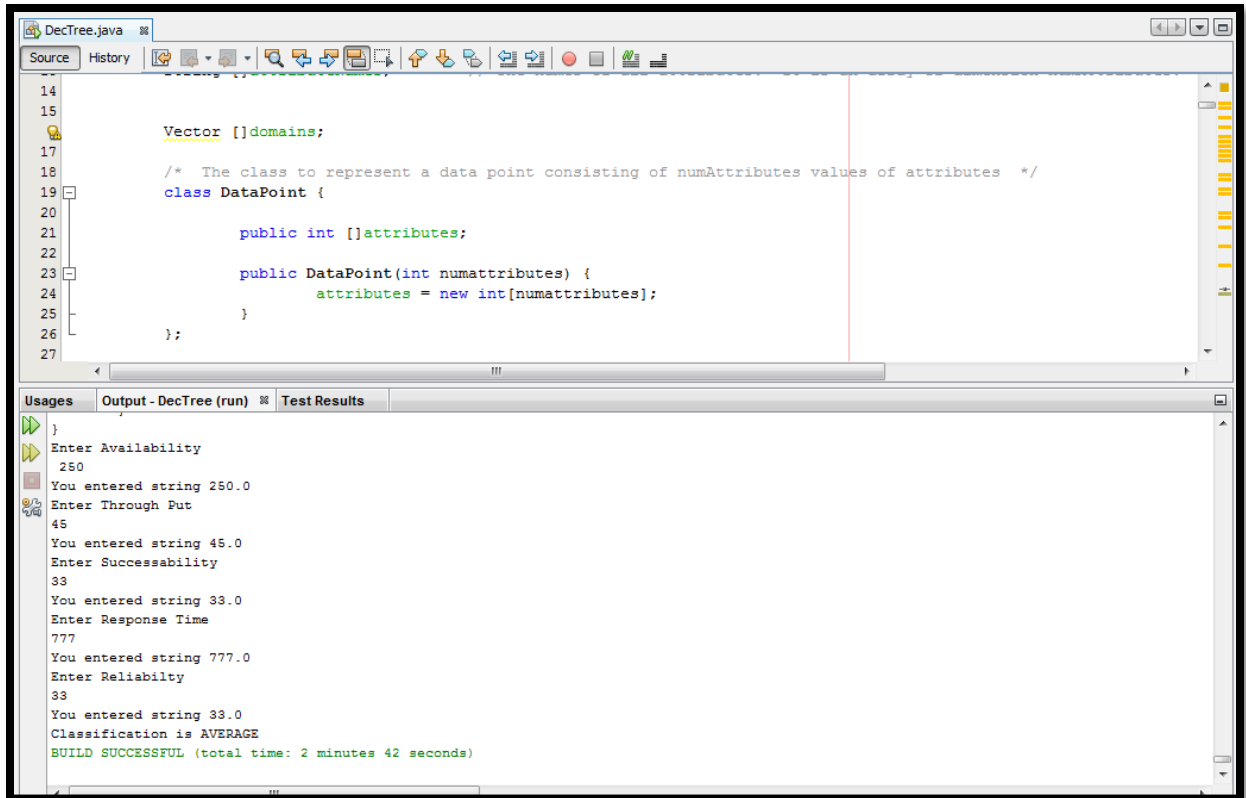 DecTree.java
Source History
14
15
Vector []domains;
17
18 /* The class to represent a data point consisting of numAttributes values of attributes */
19 class DataPoint {
20
21 public int []attributes;
22
23 public DataPoint(int numattributes) {
24 attributes = new int[numattributes];
25 }
26 };
27
Usages Output - DecTree (run) Test Results
}
Enter Availability
250
You entered string 250.0
Enter Through Put
45
You entered string 45.0
Enter Successability
33
You entered string 33.0
Enter Response Time
777
You entered string 777.0
Enter Reliabilty
33
You entered string 33.0
Classification is AVERAGE
BUILD SUCCESSFUL (total time: 2 minutes 42 seconds)